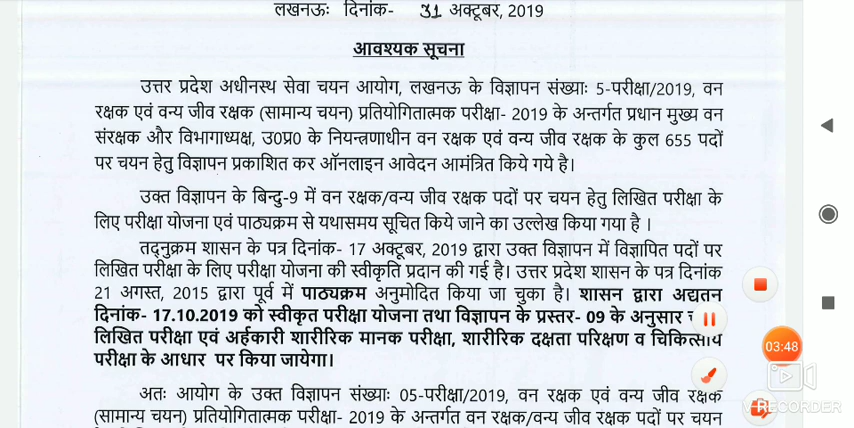 लखनऊः दिनांक- 31 अक्टूबर, 2019
आवश्यक सूचना
उत्तर प्रदेश अधीनस्थ सेवा चयन आयोग, लखनऊ के विज्ञापन संख्याः 5-परीक्षा/2019, वन
रक्षक एवं वन्य जीव रक्षक (सामान्य चयन) प्रतियोगितात्मक परीक्षा- 2019 के अन्तर्गत प्रधान मुख्य वन
संरक्षक और विभागाध्यक्ष, उ0प्र0 के नियन्त्रणाधीन वन रक्षक एवं वन्य जीव रक्षक के कुल 655 पदों
पर चयन हेतु विज्ञापन प्रकाशित कर ऑनलाइन आवेदन आमंत्रित किये गये है।
उक्त विज्ञापन के बिन्दु-9 में वन रक्षक/वन्य जीव रक्षक पदों पर चयन हेतु लिखित परीक्षा के
लिए परीक्षा योजना एवं पाठ्यक्रम से यथासमय सूचित किये जाने का उल्लेख किया गया है ।
तद्नुक्रम शासन के पत्र दिनांक- 17 अक्टूबर, 2019 द्वारा उक्त विज्ञापन में विज्ञापित पदों पर
लिखित परीक्षा के लिए परीक्षा योजना की स्वीकृति प्रदान की गई है। उत्तर प्रदेश शासन के पत्र दिनांक
21 अगस्त, 2015 द्वारा पूर्व में पाठ्यक्रम अनुमोदित किया जा चुका है। शासन द्वारा अद्यतन
दिनांक- 17.10.2019 को स्वीकृत परीक्षा योजना तथा विज्ञापन के प्रस्तर- 09 के अनुसार
लिखित परीक्षा एवं अर्हकारी शारीरिक मानक परीक्षा, शारीरिक दक्षता परिक्षण व चिकित्सीय
03:48
परीक्षा के आधार पर किया जायेगा।
अतः आयोग के उक्त विज्ञापन संख्याः 05-परीक्षा/2019, वन रक्षक एवं वन्य जीव रक्षक
V RECORDER
(सामान्य चयन) प्रतियोगितात्मक परीक्षा- 2019 के अन्तर्गत वन रक्षक/वन्य जीव रक्षक पदों पर चयन